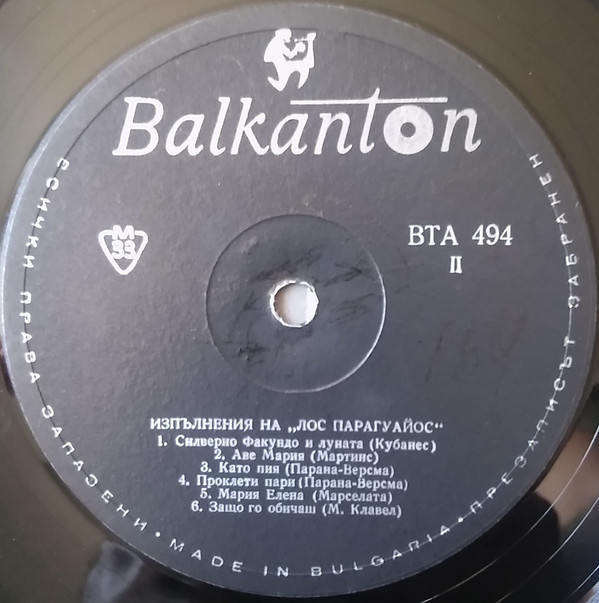 Balkanton
М
33
ВТА 494
II
ИЗПЪЛНЕНИЯ НА „ЛОС ПАРАГУАЙОС“
1. Силверно Факундо и луната (Кубанес)
2. Аве Мария (Мартинс)
3. Като пия (Парана-Версма)
4. Проклети пари (Парана-Версма)
5. Мария Елена (Марселата)
6. Защо го обичаш (М. Клавел)
ВСИЧКИ ПРАВА ЗАПАЗЕНИ • MADE IN BULGARIA • ПРЕЗАПИСЪТ ЗАБРАНЕН